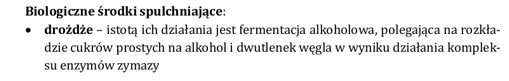 Biologiczne środki spulchniające:
• drożdże – istotą ich działania jest fermentacja alkoholowa, polegająca na rozkła-
dzie cukrów prostych na alkohol i dwutlenek węgla w wyniku działania komplek-
su enzymów zymazy